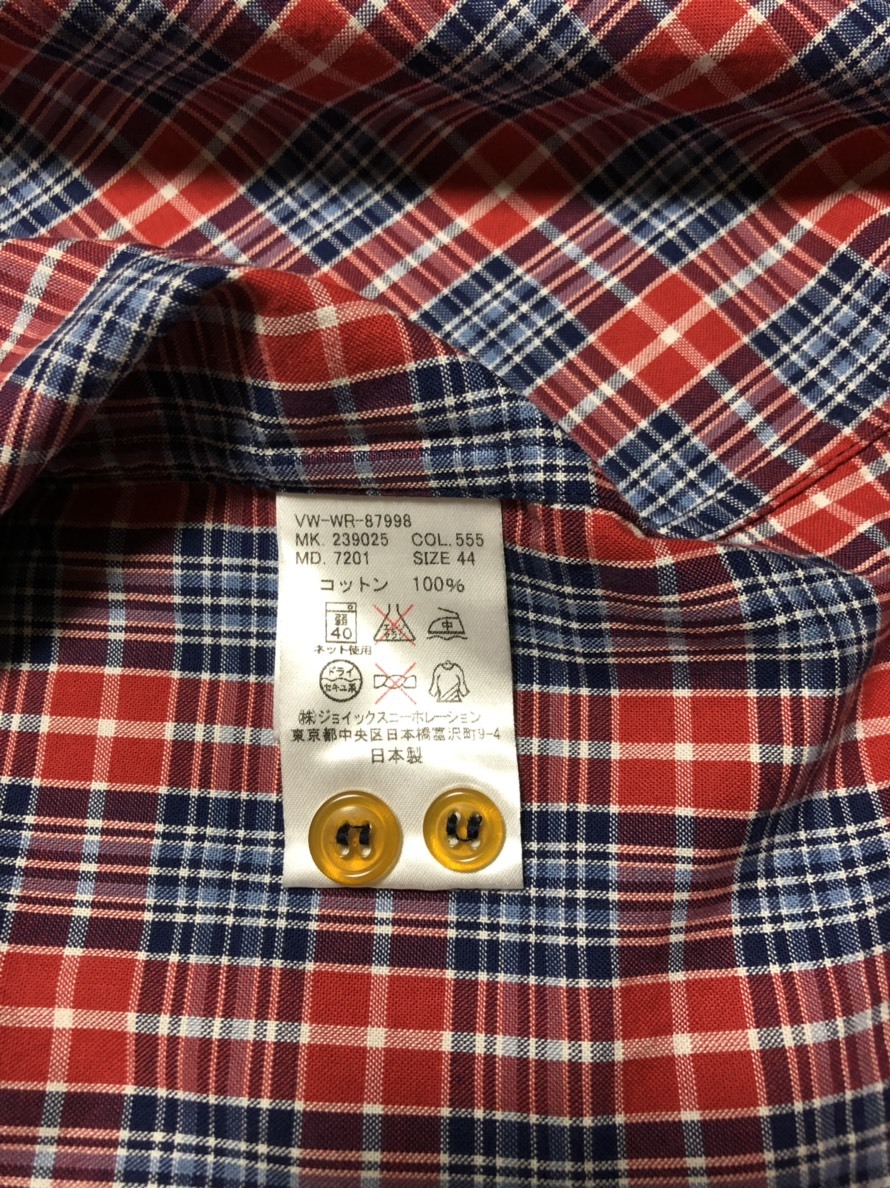 VW-WR-87998
MK. 239025 COL. 555
MD. 7201 SIZE 44
コットン 100%
弱
40
中
ネット使用
ドライ
セキユ系
(株)ジョイックスコーポレーション
東京都中央区日本橋富沢町9-4
日本製